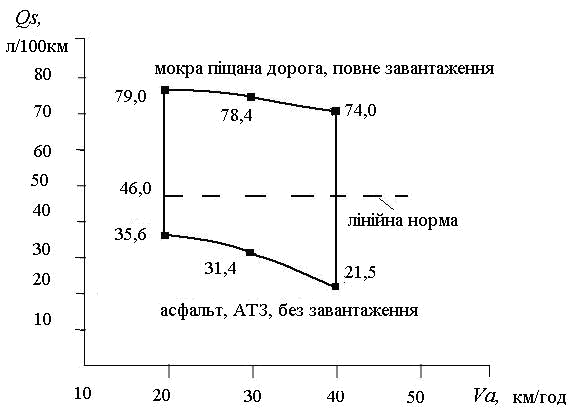 Qs,
л/100км
80
мокра піщана дорога, повне завантаження
79,0
70
78,4
74,0
60
50
46,0
40
лінійна норма
35,6
30
31,4
20
21,5
асфальт, АТЗ, без завантаження
10
10 20 30 40 50 Va, км/год